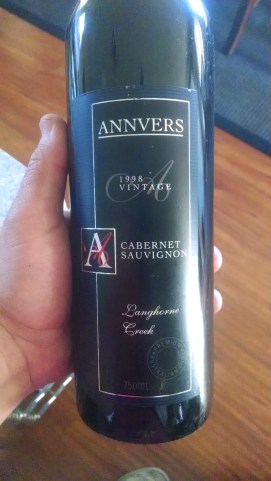 ANNVERS
A
1998
VINTAGE
A
CABERNET
SAUVIGNON
Langhorne
Creek
750mL